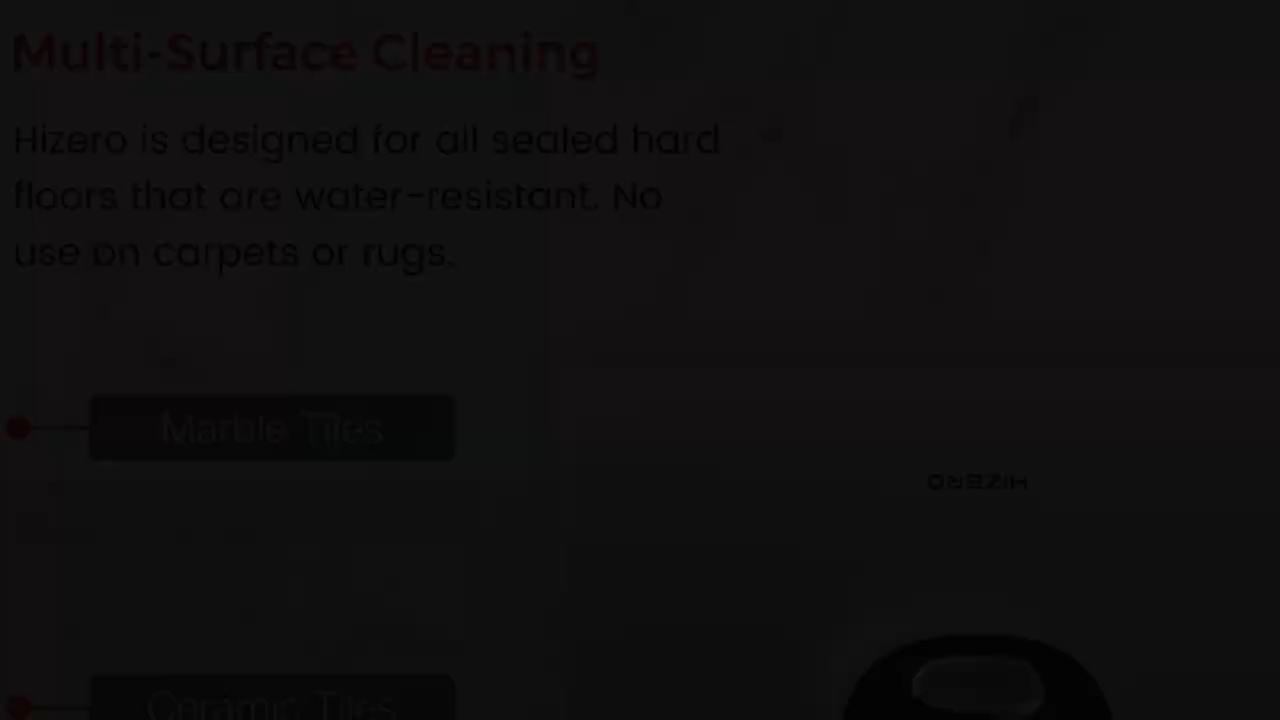 Multi-Surface Cleaning
Hizero is designed for all sealed hard
floors that are water-resistant. No
use on carpets or rugs.
Marble Tiles
HIZERO
Ceramic Tiles